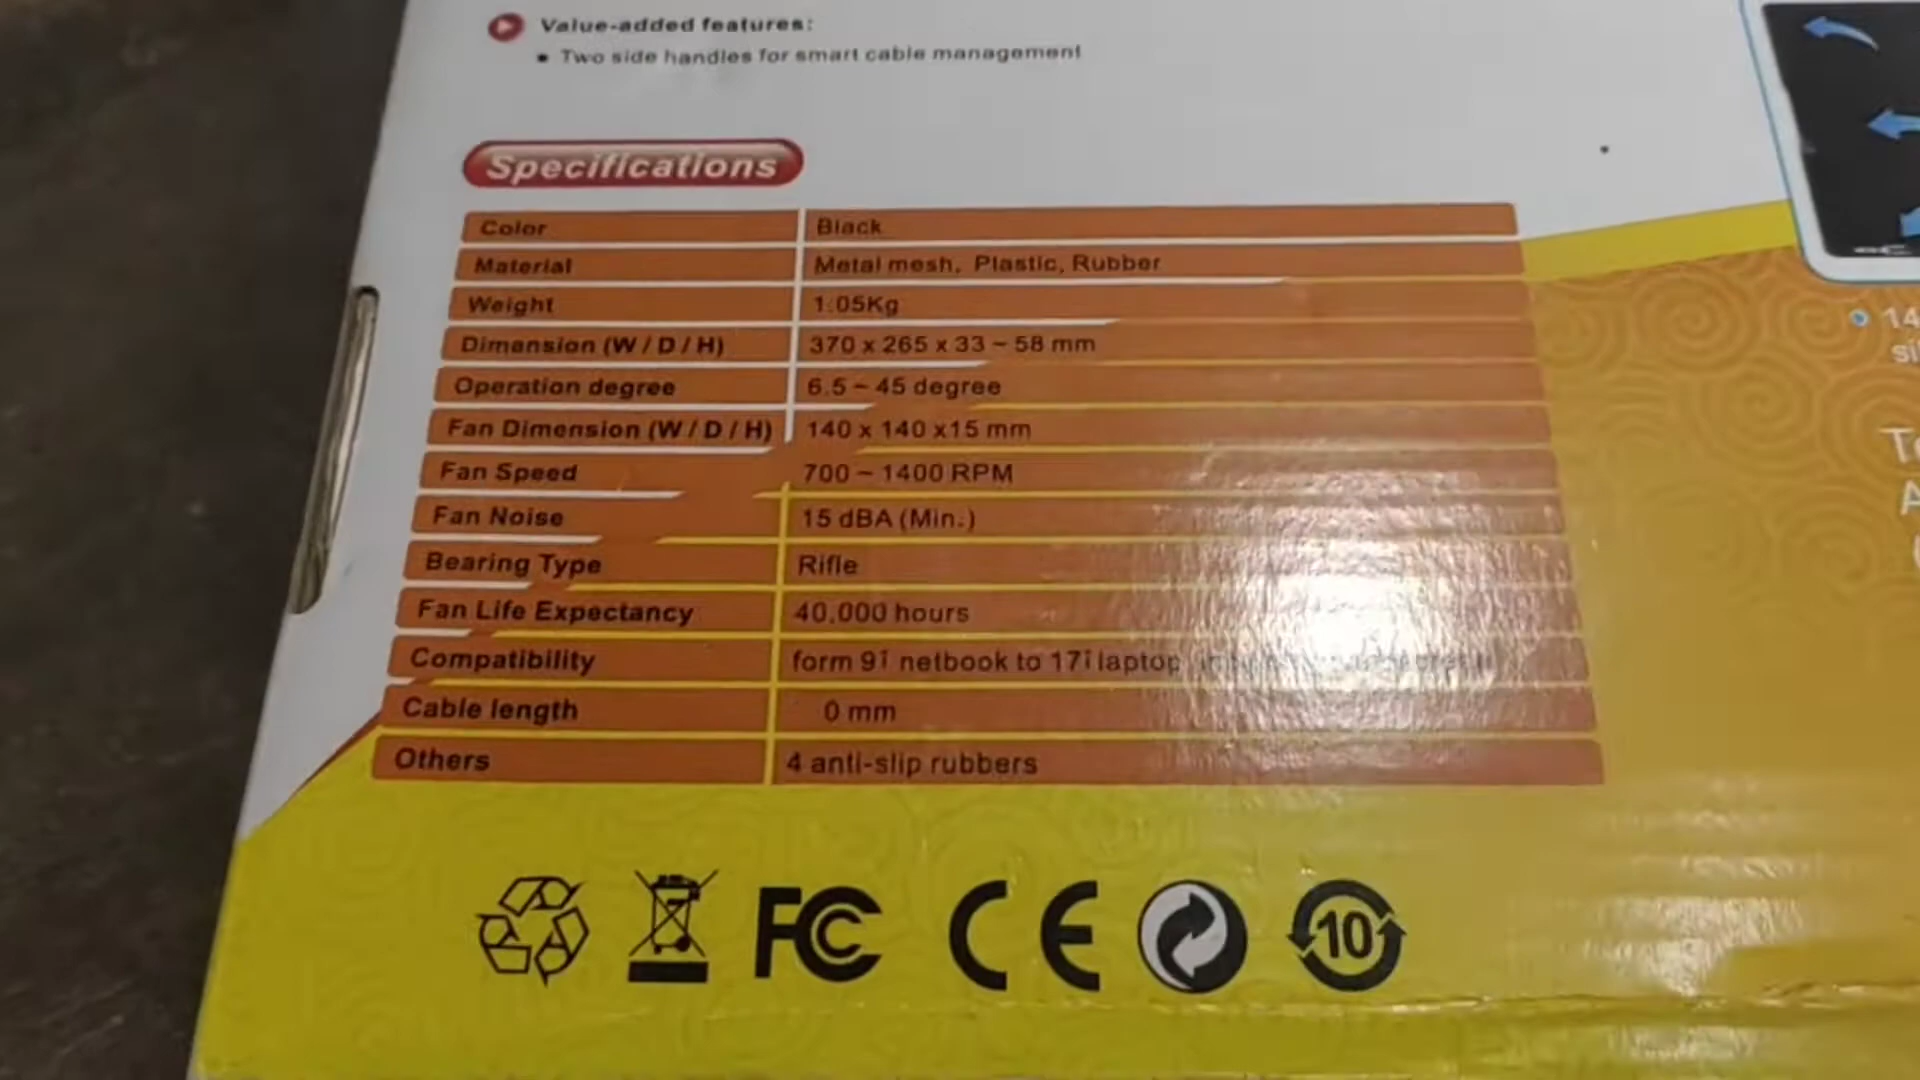 Value-added features:
• Two side handles for smart cable management
Specifications
Color Black
Material Metal mesh, Plastic, Rubber
Weight 1.05Kg
Dimension (W / D / H) 370 x 265 x 33 ~ 58 mm
Operation degree 6.5 ~ 45 degree
Fan Dimension (W / D / H) 140 x 140 x15 mm
Fan Speed 700 ~ 1400 RPM
Fan Noise 15 dBA (Min.)
Bearing Type Rifle
Fan Life Expectancy 40,000 hours
Compatibility form 9î netbook to 17î laptop
Cable length 0 mm
Others 4 anti-slip rubbers
FC CE 10